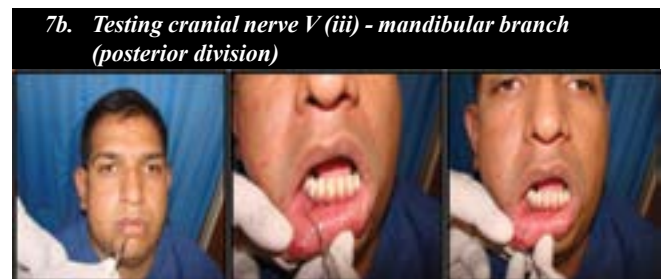 7b. Testing cranial nerve V (iii) - mandibular branch
(posterior division)